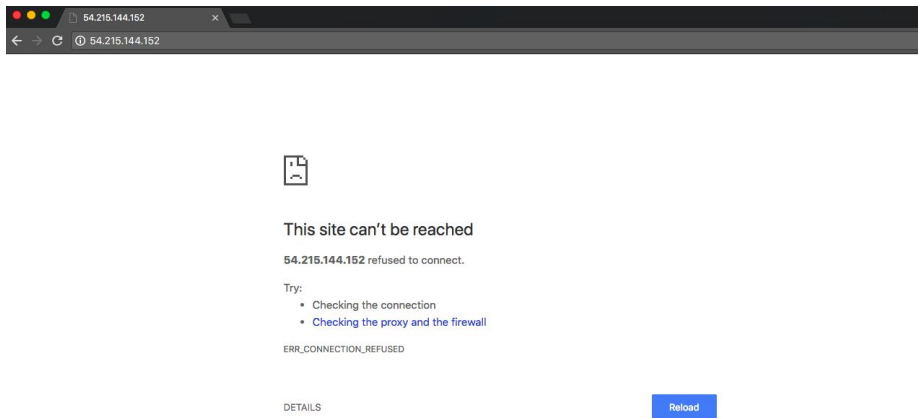 54.215.144.152
54.215.144.152
This site can't be reached
54.215.144.152 refused to connect.
Try:
• Checking the connection
• Checking the proxy and the firewall
ERR_CONNECTION_REFUSED
DETAILS
Reload